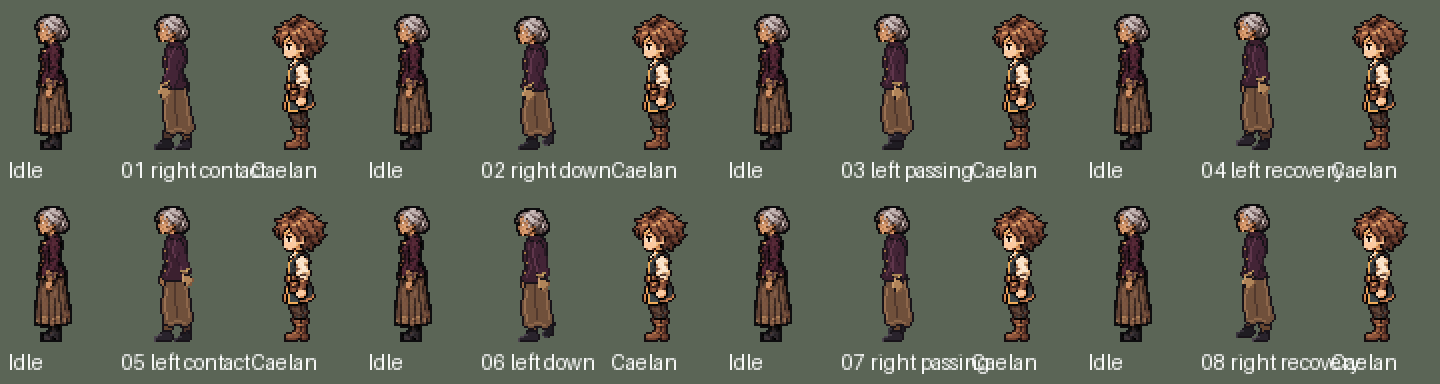 Idle 01 right contact Caelan Idle 02 right down Caelan Idle 03 left passing Caelan Idle 04 left recovery Caelan
Idle 05 left contact Caelan Idle 06 left down Caelan Idle 07 right passing Caelan Idle 08 right recovery Caelan